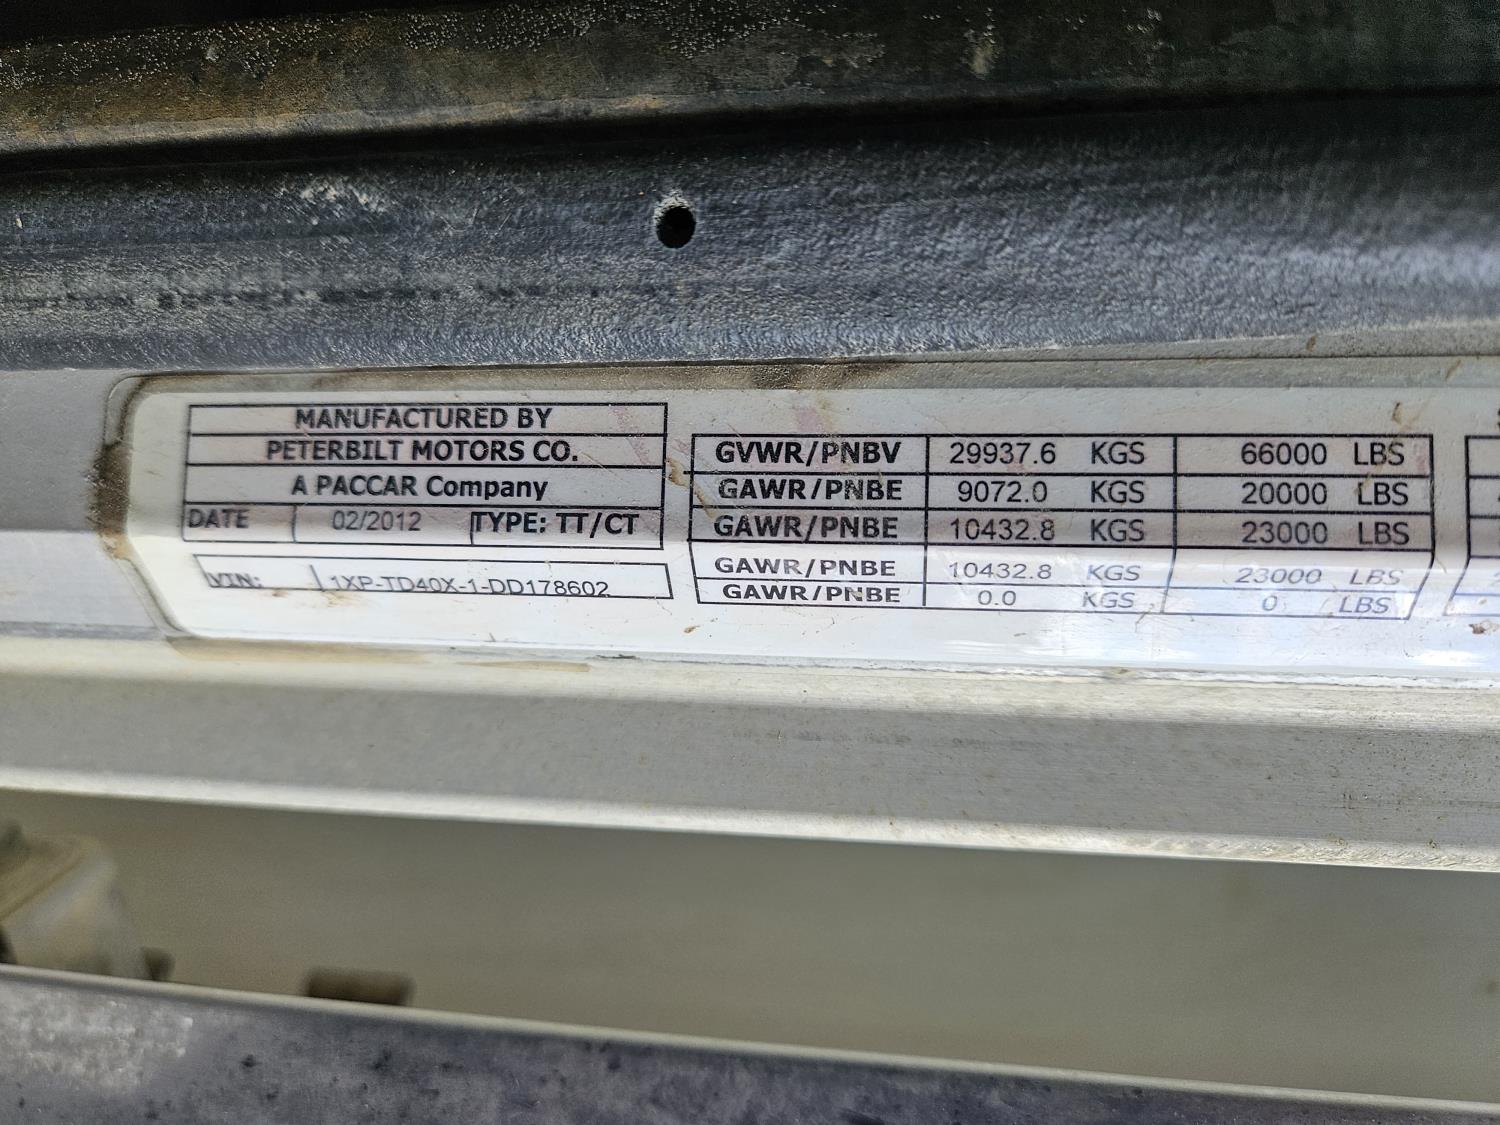 MANUFACTURED BY
PETERBILT MOTORS CO.
A PACCAR Company
DATE 02/2012 TYPE: TT/CT
VIN: 1XP-TD40X-1-DD178602
GVWR/PNBV 29937.6 KGS 66000 LBS
GAWR/PNBE 9072.0 KGS 20000 LBS
GAWR/PNBE 10432.8 KGS 23000 LBS
GAWR/PNBE 10432.8 KGS 23000 LBS
GAWR/PNBE 0.0 KGS 0 LBS